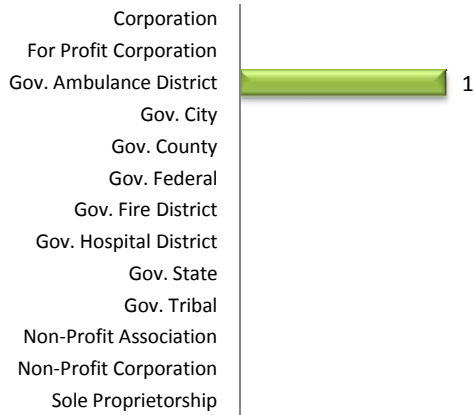 Corporation
For Profit Corporation
Gov. Ambulance District 1
Gov. City
Gov. County
Gov. Federal
Gov. Fire District
Gov. Hospital District
Gov. State
Gov. Tribal
Non-Profit Association
Non-Profit Corporation
Sole Proprietorship